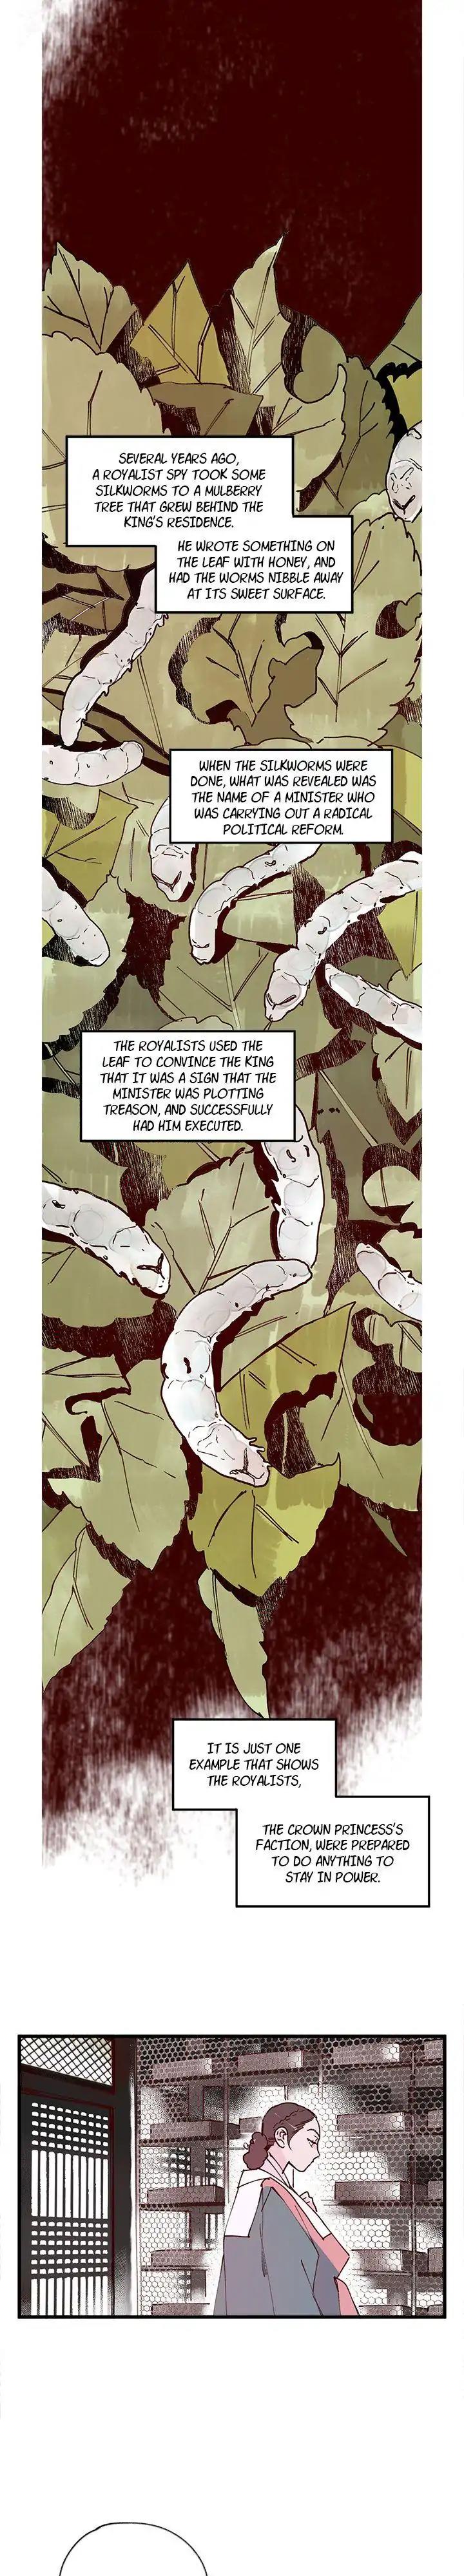 SEVERAL YEARS AGO,
A ROYALIST SPY TOOK SOME
SILKWORMS TO A MULBERRY
TREE THAT GREW BEHIND THE
KING'S RESIDENCE.
HE WROTE SOMETHING ON
THE LEAF WITH HONEY, AND
HAD THE WORMS NIBBLE AWAY
AT ITS SWEET SURFACE.
WHEN THE SILKWORMS WERE
DONE, WHAT WAS REVEALED WAS
THE NAME OF A MINISTER WHO
WAS CARRYING OUT A RADICAL
POLITICAL REFORM.
THE ROYALISTS USED THE
LEAF TO CONVINCE THE KING
THAT IT WAS A SIGN THAT THE
MINISTER WAS PLOTTING
TREASON, AND SUCCESSFULLY
HAD HIM EXECUTED.
IT IS JUST ONE
EXAMPLE THAT SHOWS
THE ROYALISTS,
THE CROWN PRINCESS'S
FACTION, WERE PREPARED
TO DO ANYTHING TO
STAY IN POWER.